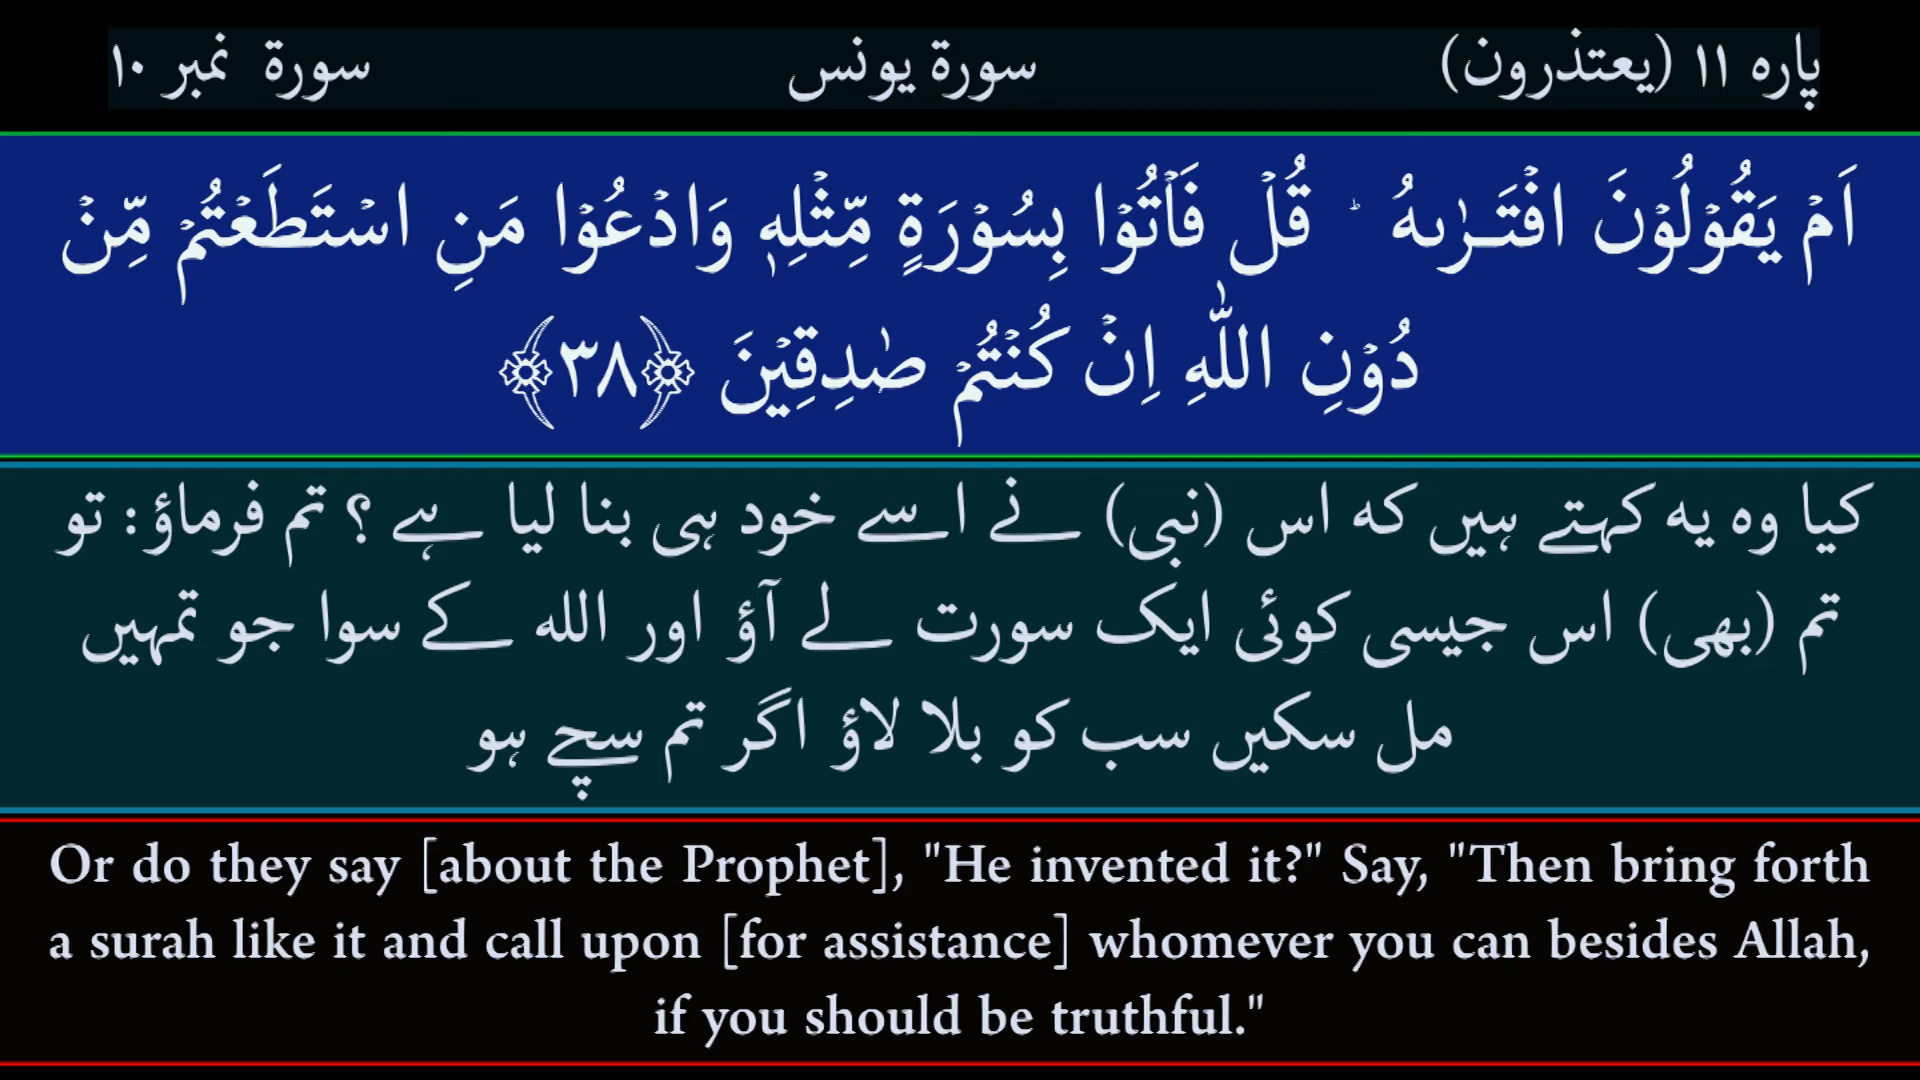 پاره ۱۱ (یعتذرون) سورۃ یونس سورۃ نمبر ۱۰
اَمۡ يَقُوۡلُوۡنَ افۡتَـرٰٮهُ‌ ؕ قُلۡ فَاۡتُوۡا بِسُوۡرَةٍ مِّثۡلِهٖ وَادۡعُوۡا مَنِ اسۡتَطَعۡتُمۡ مِّنۡ
دُوۡنِ اللّٰهِ اِنۡ كُنۡتُمۡ صٰدِقِيۡنَ ﴿۳۸﴾
کیا وہ یہ کہتے ہیں کہ اس (نبی) نے اسے خود ہی بنا لیا ہے ؟ تم فرماؤ: تو
تم (بھی) اس جیسی کوئی ایک سورت لے آؤ اور الله کے سوا جو تمہیں
مل سکیں سب کو بلا لاؤ اگر تم سچے ہو
Or do they say [about the Prophet], "He invented it?" Say, "Then bring forth
a surah like it and call upon [for assistance] whomever you can besides Allah,
if you should be truthful."